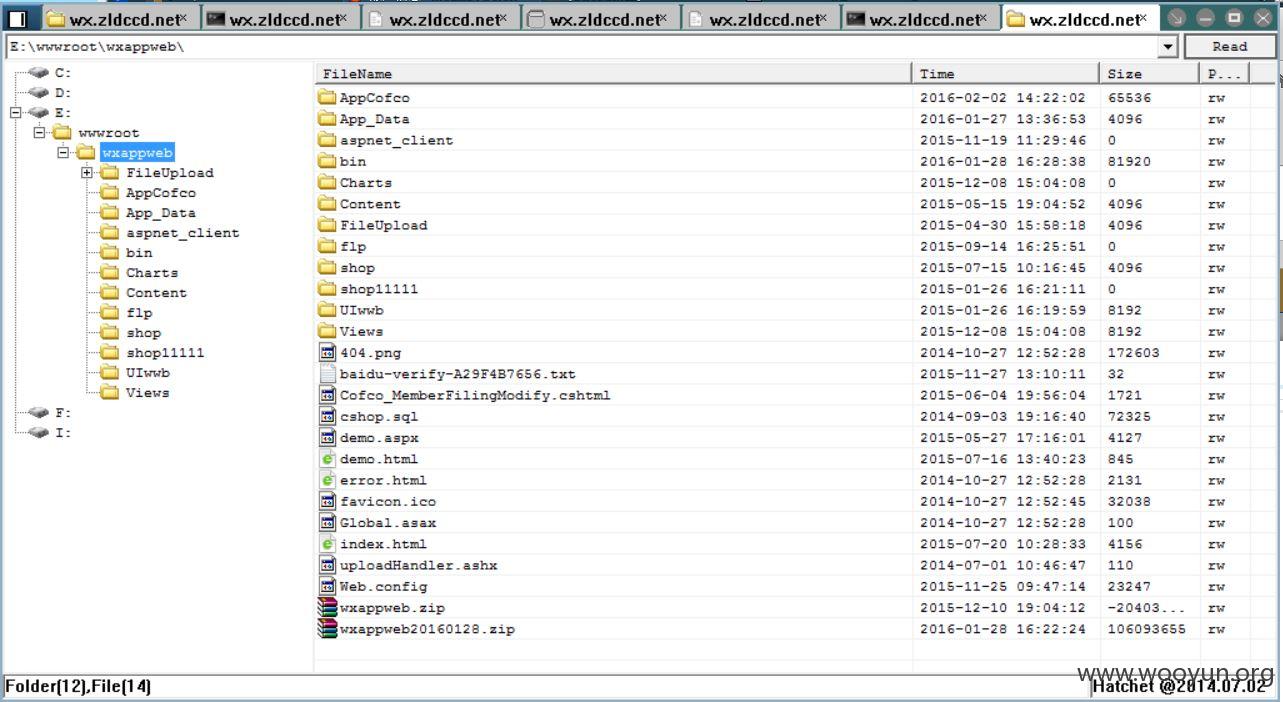 wx.zldccd.net× wx.zldccd.net× wx.zldccd.net× wx.zldccd.net× wx.zldccd.net× wx.zldccd.net× wx.zldccd.net×
E:\wwwroot\wxappweb\ Read
C:
D:
E:
wwwroot
wxappweb
FileUpload
AppCofco
App_Data
aspnet_client
bin
Charts
Content
flp
shop
shop11111
UIwwb
Views
F:
I:
FileName Time Size P...
AppCofco 2016-02-02 14:22:02 65536 rw
App_Data 2016-01-27 13:36:53 4096 rw
aspnet_client 2015-11-19 11:29:46 0 rw
bin 2016-01-28 16:28:38 81920 rw
Charts 2015-12-08 15:04:08 0 rw
Content 2015-05-15 19:04:52 4096 rw
FileUpload 2015-04-30 15:58:18 4096 rw
flp 2015-09-14 16:25:51 0 rw
shop 2015-07-15 10:16:45 4096 rw
shop11111 2015-01-26 16:21:11 0 rw
UIwwb 2015-01-26 16:19:59 8192 rw
Views 2015-12-08 15:04:08 8192 rw
404.png 2014-10-27 12:52:28 172603 rw
baidu-verify-A29F4B7656.txt 2015-11-27 13:10:11 32 rw
Cofco_MemberFilingModify.cshtml 2015-06-04 19:56:04 1721 rw
cshop.sql 2014-09-03 19:16:40 72325 rw
demo.aspx 2015-05-27 17:16:01 4127 rw
demo.html 2015-07-16 13:40:23 845 rw
error.html 2014-10-27 12:52:28 2131 rw
favicon.ico 2014-10-27 12:52:45 32038 rw
Global.asax 2014-10-27 12:52:28 100 rw
index.html 2015-07-20 10:28:33 4156 rw
uploadHandler.ashx 2014-07-01 10:46:47 110 rw
Web.config 2015-11-25 09:47:14 23247 rw
wxappweb.zip 2015-12-10 19:04:12 -20403... rw
wxappweb20160128.zip 2016-01-28 16:22:24 106093655 rw
www.wooyun.org
Folder(12),File(14) Hatchet @2014.07.02